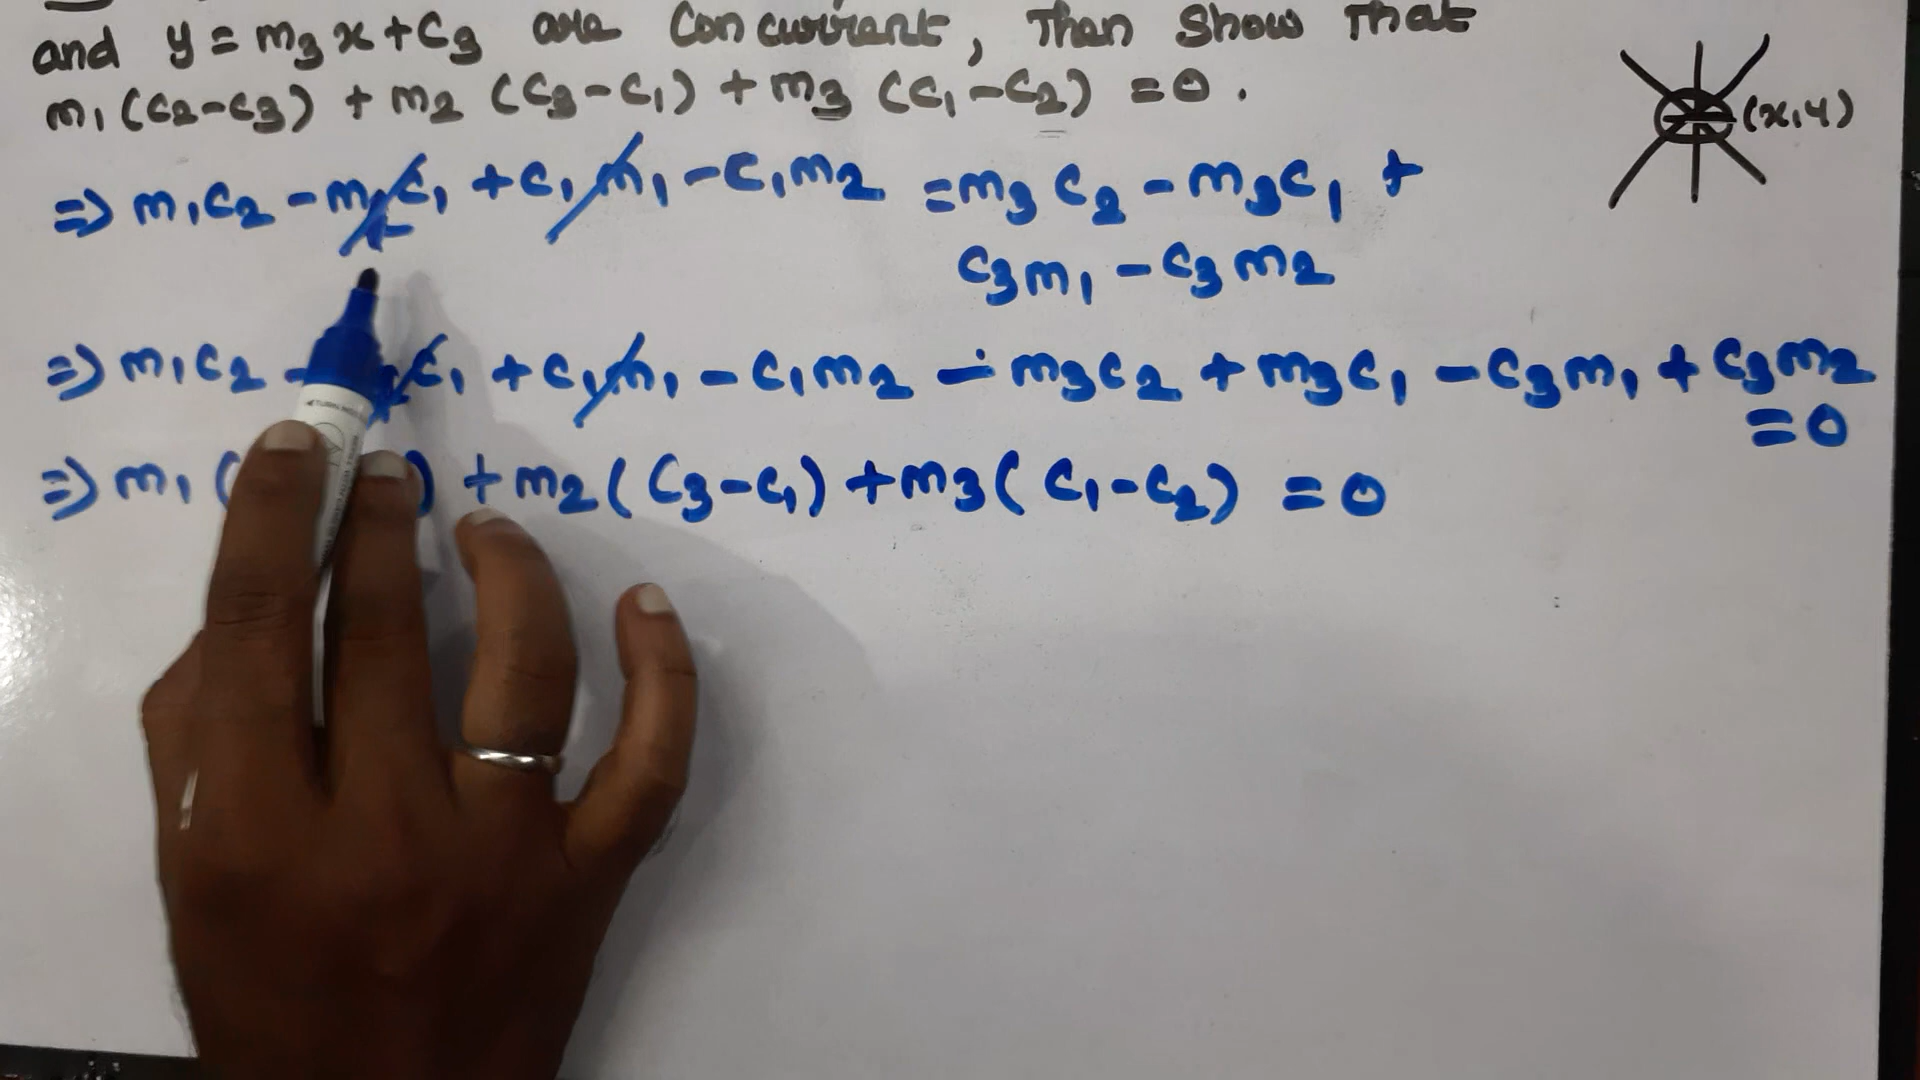 and y = m₃x + c₃ are concurrent, Then show that
m₁(c₂-c₃) + m₂(c₃-c₁) + m₃(c₁-c₂) = 0.
(x,y)
⇒ m₁c₂ - m₁c₁ + c₁m₁ - c₁m₂ = m₃c₂ - m₃c₁ +
c₃m₁ - c₃m₂
⇒ m₁c₂ - c₁ + c₁m₁ - c₁m₂ - m₃c₂ + m₃c₁ - c₃m₁ + c₃m₂
= 0
⇒ m₁( ) + m₂(c₃-c₁) + m₃(c₁-c₂) = 0